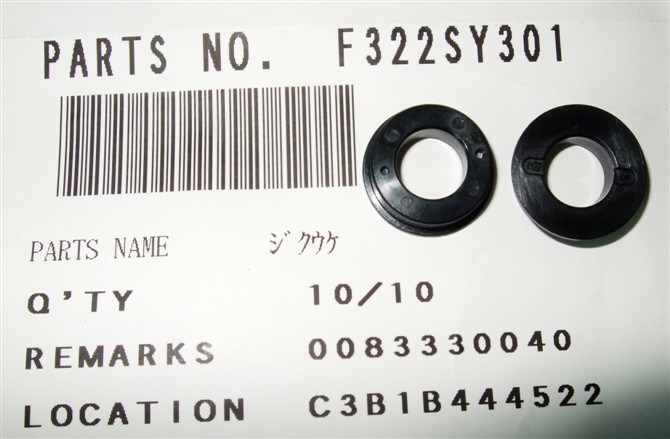 PARTS NO. F322SY301
PARTS NAME ジクウケ
Q'TY 10/10
REMARKS 0083330040
LOCATION C3B1B444522